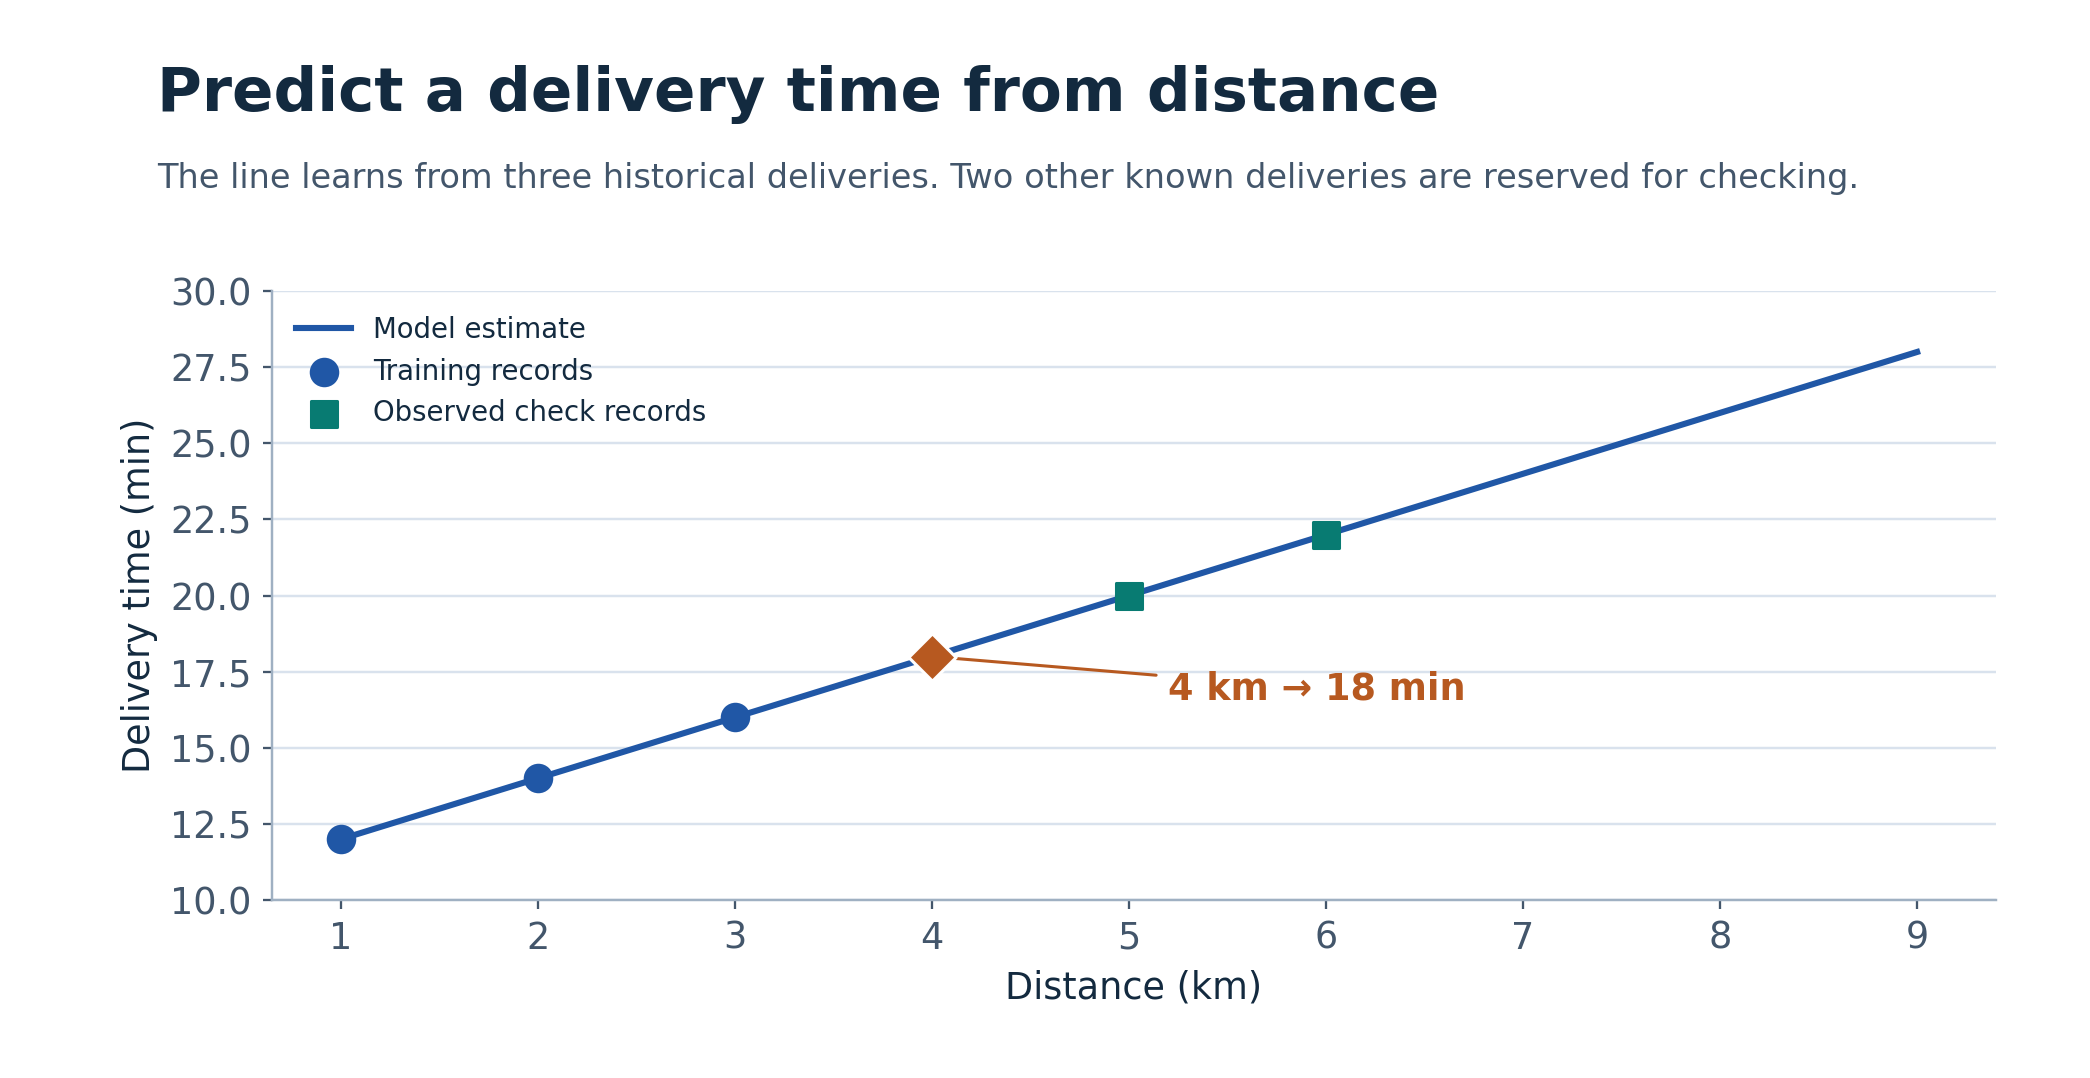 Predict a delivery time from distance
The line learns from three historical deliveries. Two other known deliveries are reserved for checking.
30.0
27.5
25.0
22.5
20.0
17.5
15.0
12.5
10.0
Delivery time (min)
Model estimate
Training records
Observed check records
4 km → 18 min
1 2 3 4 5 6 7 8 9
Distance (km)